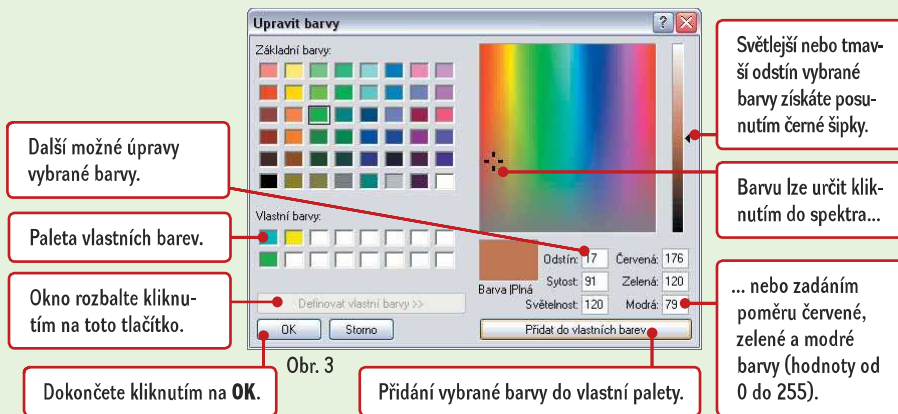 Upravit barvy
Základní barvy:
Vlastní barvy:
Definovat vlastní barvy >>
OK
Storno
Barva |Plná
Odstín: 17
Sytost: 91
Světelnost: 120
Červená: 176
Zelená: 120
Modrá: 79
Přidat do vlastních barev
Další možné úpravy
vybrané barvy.
Paleta vlastních barev.
Okno rozbalte kliknu-
tím na toto tlačítko.
Dokončete kliknutím na OK.
Obr. 3
Přidání vybrané barvy do vlastní palety.
Světlejší nebo tmav-
ší odstín vybrané
barvy získáte posu-
nutím černé šipky.
Barvu lze určit klik-
nutím do spektra...
... nebo zadáním
poměru červené,
zelené a modré
barvy (hodnoty od
0 do 255).